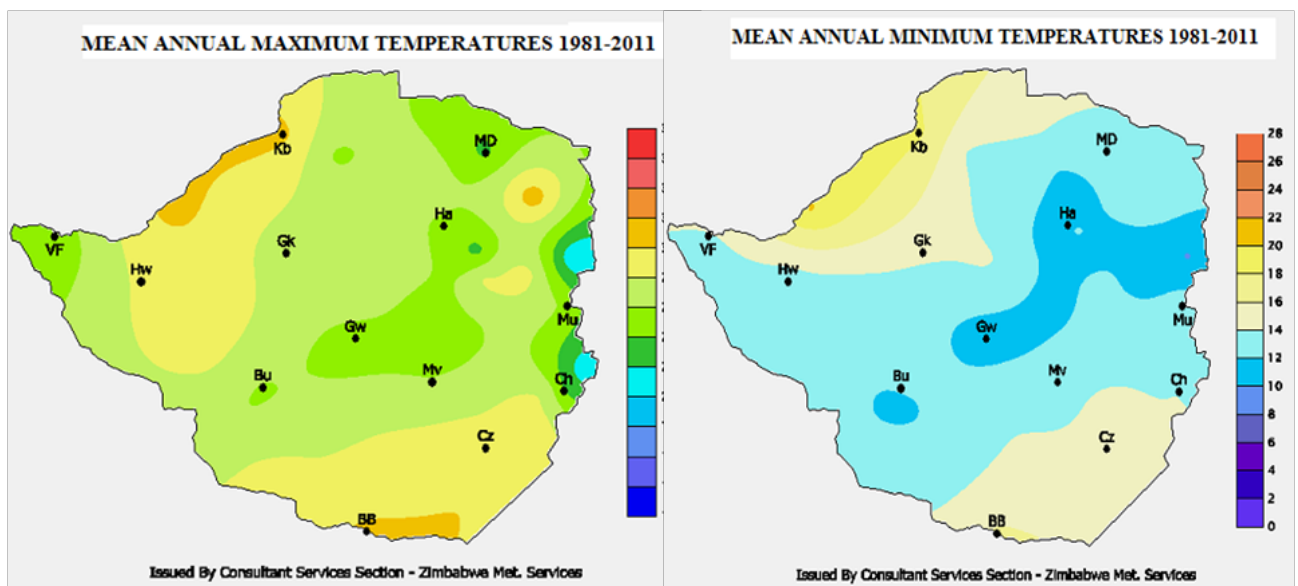 MEAN ANNUAL MAXIMUM TEMPERATURES 1981-2011
Kb
MD
Ha
VF
Gk
Hw
Mu
Gw
Bu
Mv
Ch
Cz
BB
Issued By Consultant Services Section - Zimbabwe Met. Services
MEAN ANNUAL MINIMUM TEMPERATURES 1981-2011
Kb
MD
Ha
VF
Gk
Hw
Mu
Gw
Bu
Mv
Ch
Cz
BB
28
26
24
22
20
18
16
14
12
10
8
6
4
2
0
Issued By Consultant Services Section - Zimbabwe Met. Services